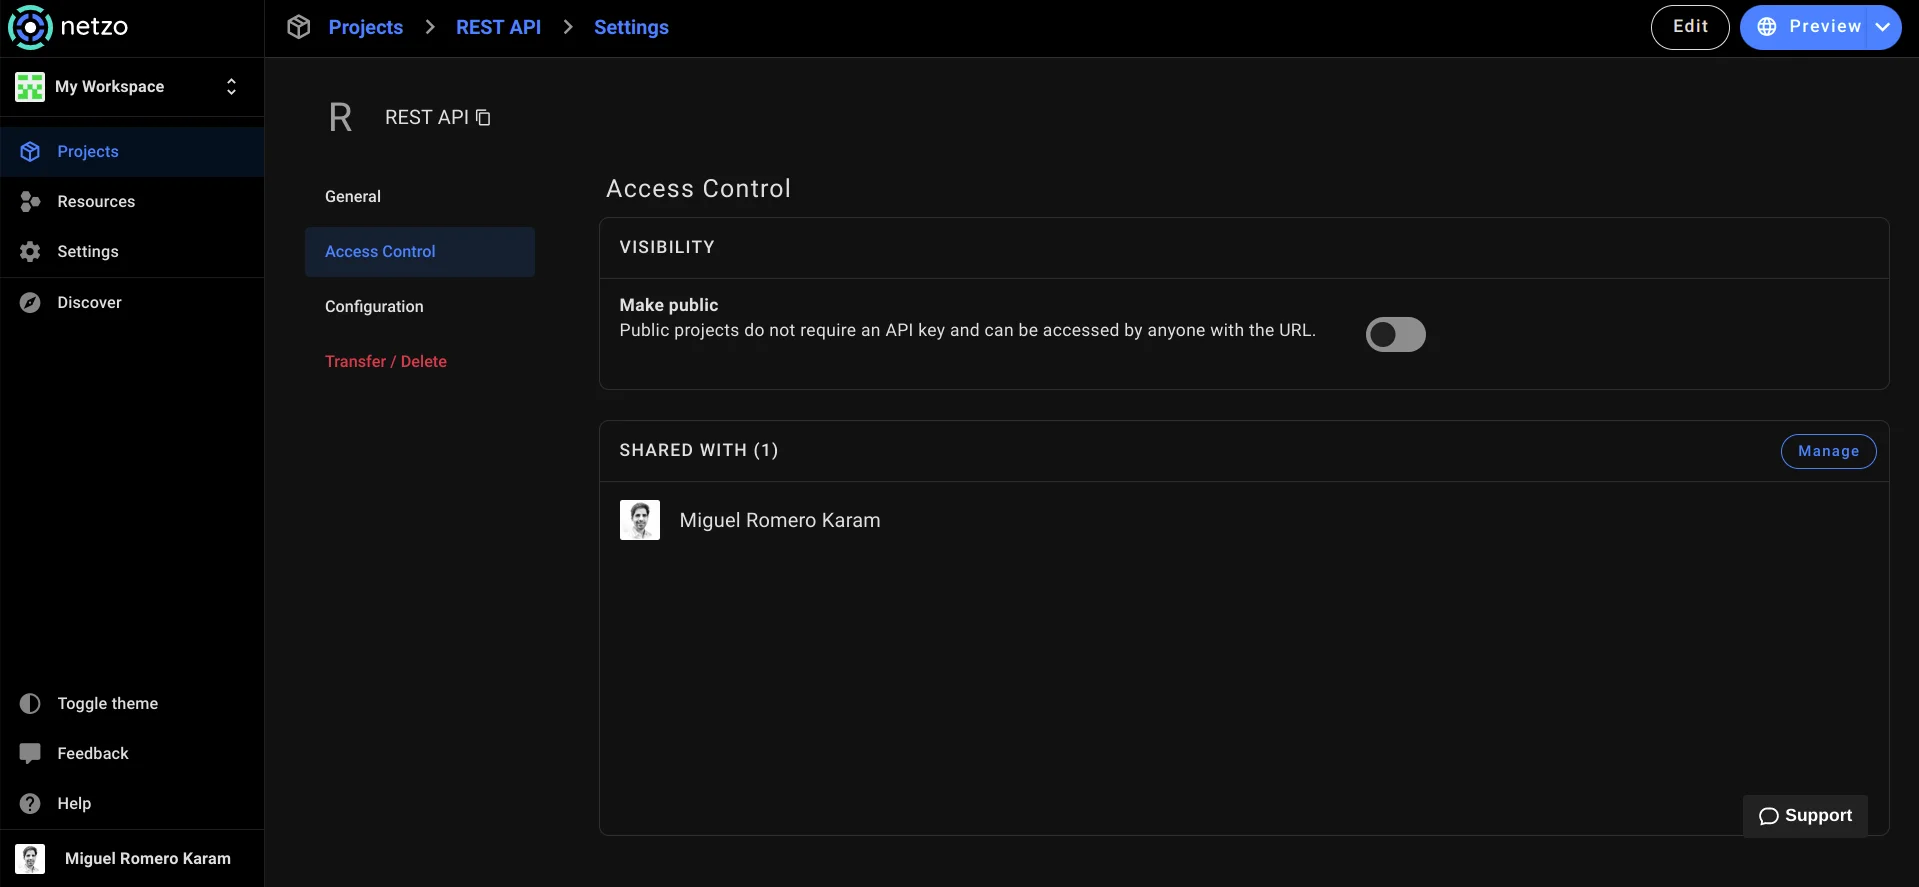 netzo
Projects > REST API > Settings
Edit
Preview
My Workspace
Projects
Resources
Settings
Discover
Toggle theme
Feedback
Help
Miguel Romero Karam
R
REST API
General
Access Control
Configuration
Transfer / Delete
Access Control
VISIBILITY
Make public
Public projects do not require an API key and can be accessed by anyone with the URL.
SHARED WITH (1)
Manage
Miguel Romero Karam
Support